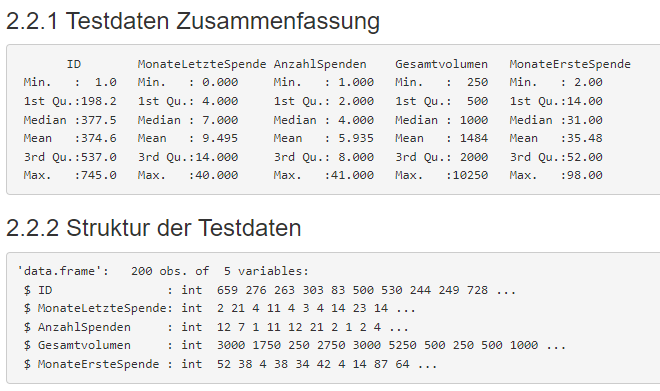 2.2.1 Testdaten Zusammenfassung
ID MonateLetzteSpende AnzahlSpenden Gesamtvolumen MonateErsteSpende
Min. : 1.0 Min. : 0.000 Min. : 1.000 Min. : 250 Min. : 2.00
1st Qu.:198.2 1st Qu.: 4.000 1st Qu.: 2.000 1st Qu.: 500 1st Qu.:14.00
Median :377.5 Median : 7.000 Median : 4.000 Median : 1000 Median :31.00
Mean :374.6 Mean : 9.495 Mean : 5.935 Mean : 1484 Mean :35.48
3rd Qu.:537.0 3rd Qu.:14.000 3rd Qu.: 8.000 3rd Qu.: 2000 3rd Qu.:52.00
Max. :745.0 Max. :40.000 Max. :41.000 Max. :10250 Max. :98.00
2.2.2 Struktur der Testdaten
'data.frame': 200 obs. of 5 variables:
$ ID : int 659 276 263 303 83 500 530 244 249 728 ...
$ MonateLetzteSpende: int 2 21 4 11 4 3 4 14 23 14 ...
$ AnzahlSpenden : int 12 7 1 11 12 21 2 1 2 4 ...
$ Gesamtvolumen : int 3000 1750 250 2750 3000 5250 500 250 500 1000 ...
$ MonateErsteSpende : int 52 38 4 38 34 42 4 14 87 64 ...